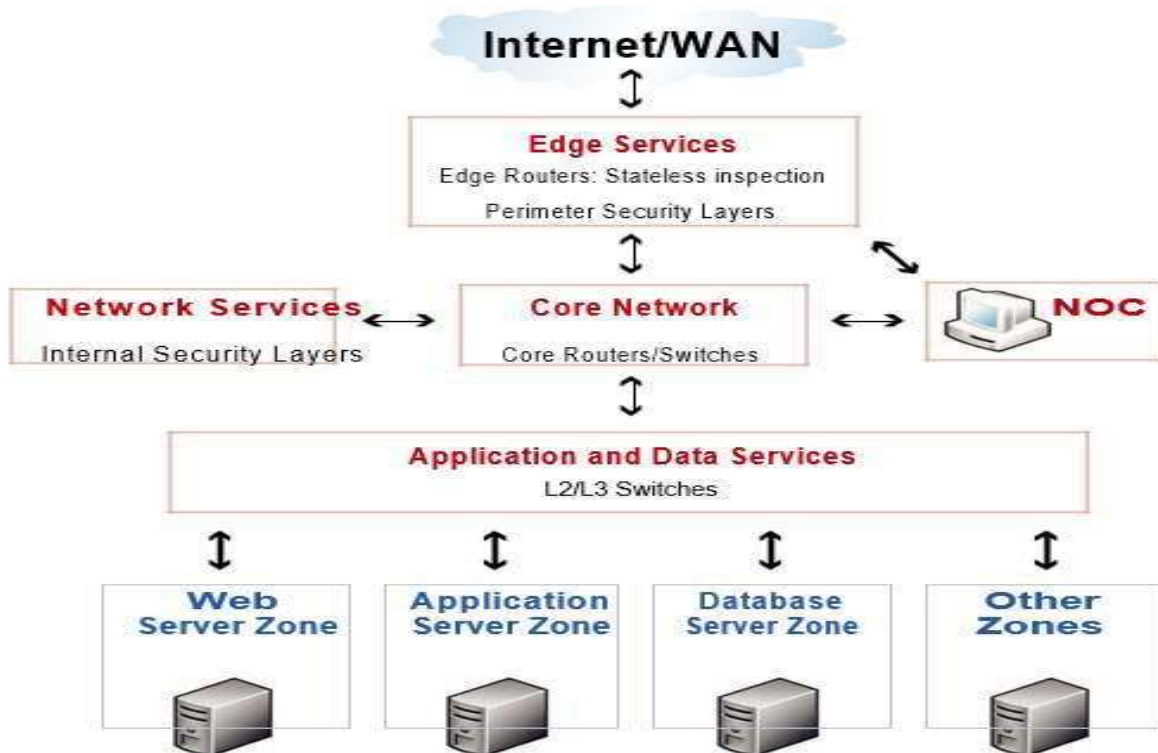 Internet/WAN
Edge Services
Edge Routers: Stateless inspection
Perimeter Security Layers
Network Services
Internal Security Layers
Core Network
Core Routers/Switches
NOC
Application and Data Services
L2/L3 Switches
Web
Server Zone
Application
Server Zone
Database
Server Zone
Other
Zones